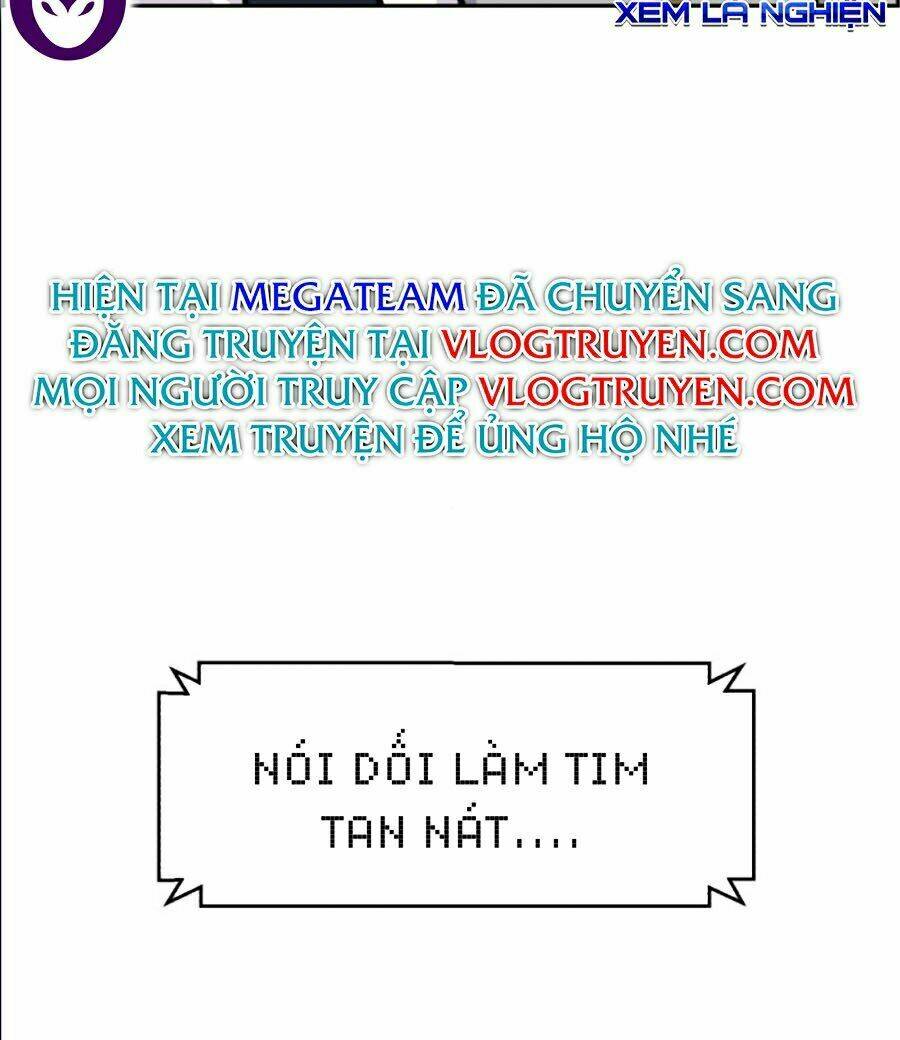 XEM LÀ NGHIỆN
HIỆN TẠI MEGATEAM ĐÃ CHUYỂN SANG
ĐĂNG TRUYỆN TẠI VLOGTRUYEN.COM
MỌI NGƯỜI TRUY CẬP VLOGTRUYEN.COM
XEM TRUYỆN ĐỂ ỦNG HỘ NHÉ
NÓI DỐI LÀM TIM
TAN NÁT....